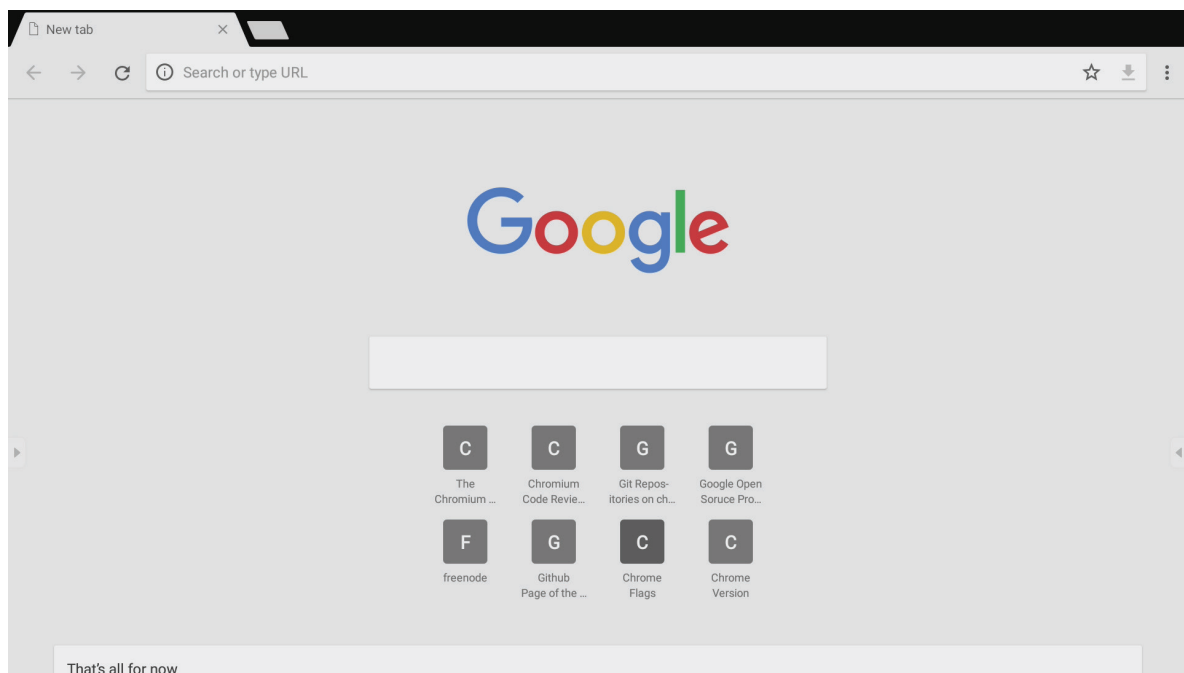 New tab
Search or type URL
Google
C
C
G
G
The
Chromium ...
Chromium
Code Revie...
Git Repos-
itories on ch...
Google Open
Soruce Pro...
F
G
C
C
freenode
Github
Page of the ...
Chrome
Flags
Chrome
Version
That's all for now